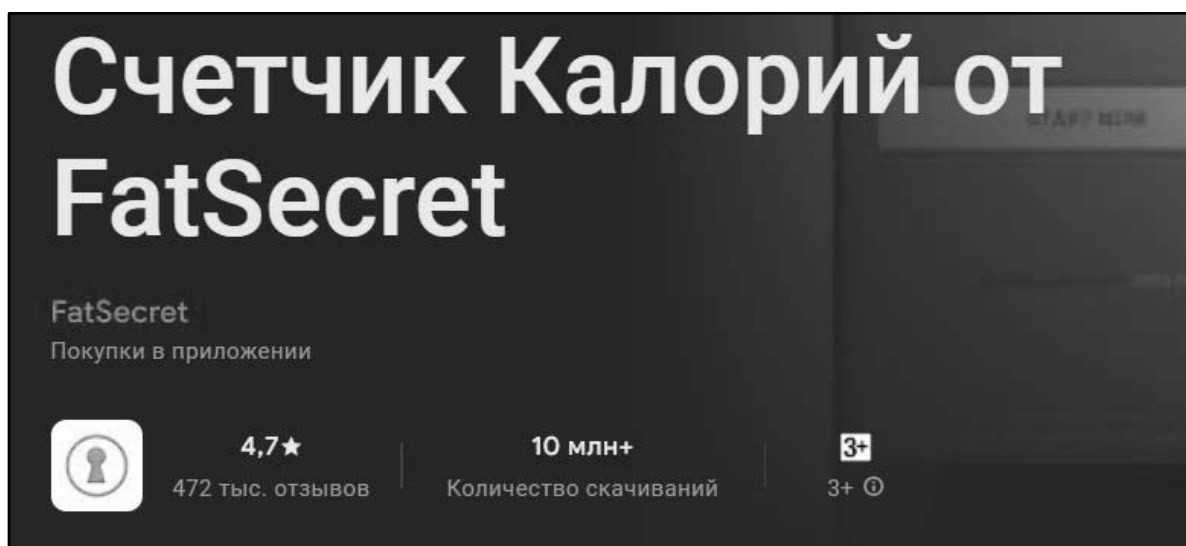 Счетчик Калорий от
FatSecret
FatSecret
Покупки в приложении
4,7★
472 тыс. отзывов
10 млн+
Количество скачиваний
3+
3+